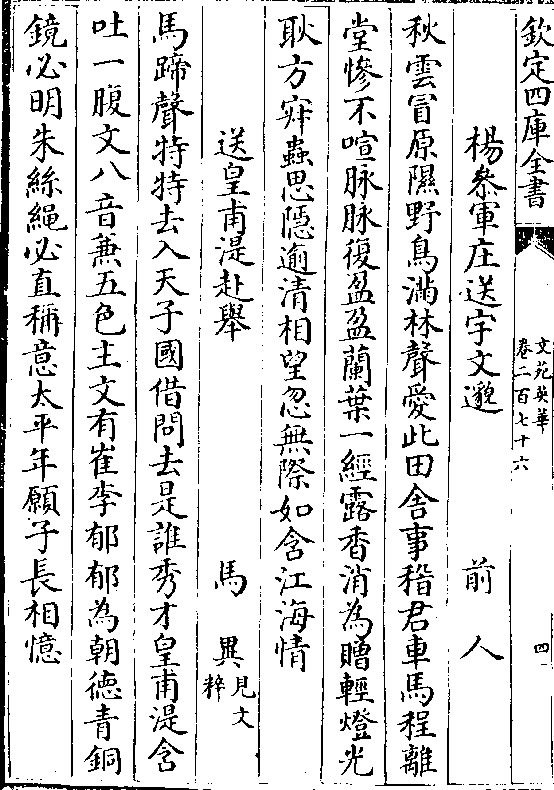 欽定四庫全書
文苑英華
卷二百七十六
四
楊叅軍庄送宇文邈
前人
秋雲冐原隰野鳥滿林聲愛此田舍事稽君車馬程離
堂慘不喧脉脉復盈盈蘭葉一經露香消為贈輕燈光
耿方寂蟲思隱逾清相望忽無際如含江海情
送皇甫湜赴舉
馬異
見文
粹
馬蹄聲特特去入天子國借問去是誰秀才皇甫湜含
吐一腹文八音兼五色主文有崔李郁郁為朝徳青銅
鏡必明朱絲繩必直稱意太平年願子長相憶